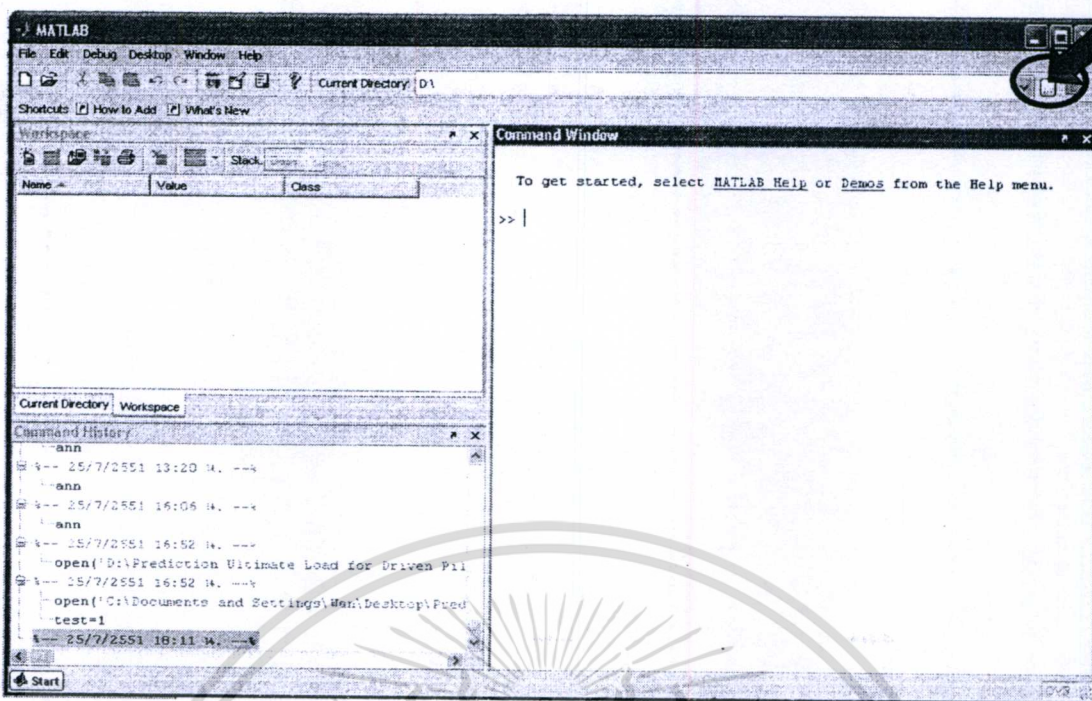 MATLAB
File Edit Debug Desktop Window Help
Current Directory: D:\
Shortcuts How to Add What's New
Workspace
Stack:
Name Value Class
Current Directory Workspace
Command History
ann
%-- 25/7/2551 13:20 น. --%
ann
%-- 25/7/2551 16:06 น. --%
ann
%-- 25/7/2551 16:52 น. --%
open('D:\Prediction Ultimate Load for Driven Pil
%-- 25/7/2551 16:52 น. --%
open('C:\Documents and Settings\Wan\Desktop\Pred
test=1
%-- 25/7/2551 18:11 น. --%
Start
Command Window
To get started, select MATLAB Help or Demos from the Help menu.
>>
OVR